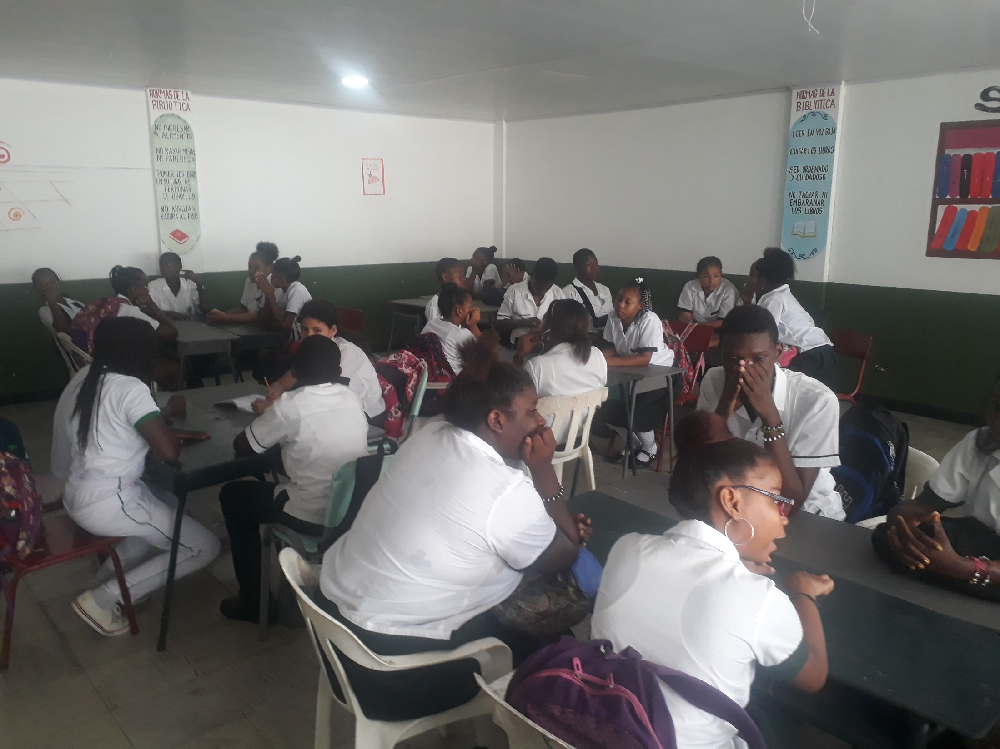 NORMAS DE LA
BIBLIOTECA
NO INGRESAR
ALIMENTOS
NO RAYAR MESAS
NI PAREDES
PONER LOS LIBROS
EN SU LUGAR AL
TERMINAR
DE USARLOS
NO ARROJAR
BASURA AL PISO
NORMAS DE LA
BIBLIOTECA
LEER EN VOZ BAJA
CUIDAR LOS LIBROS
SER ORDENADO
Y CUIDADOSO
NO TACHAR, NI
EMBARAÑAR
LOS LIBROS
S